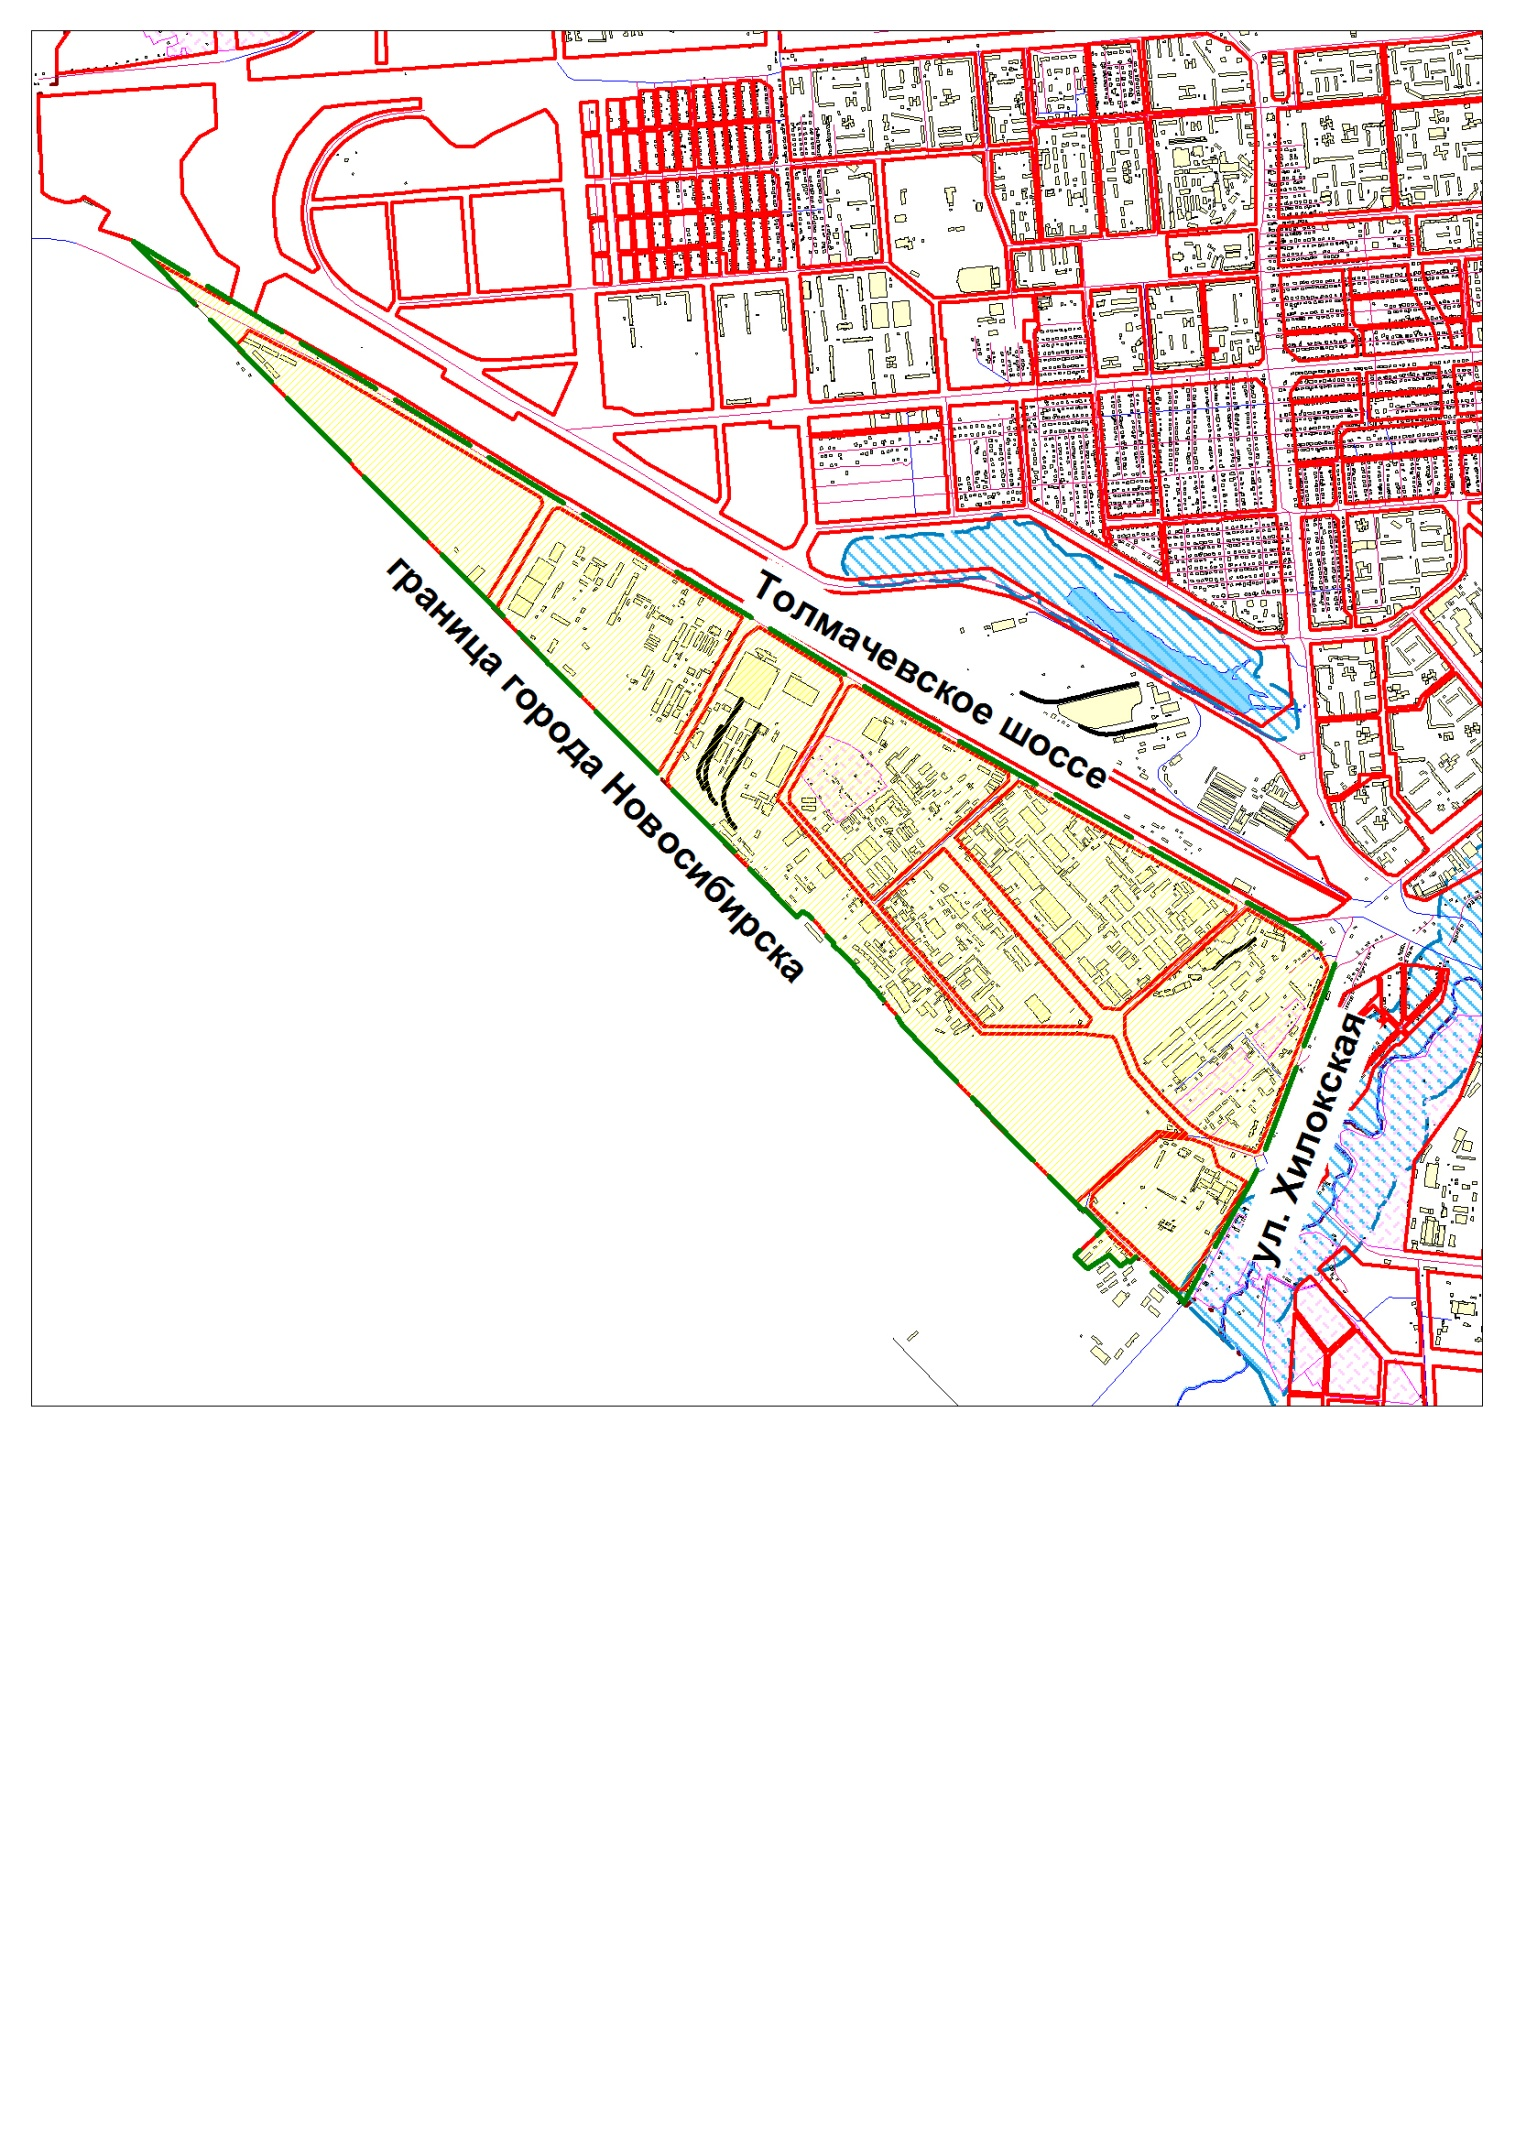 Толмачевское шоссе
граница города Новосибирска
ул. Хилокская